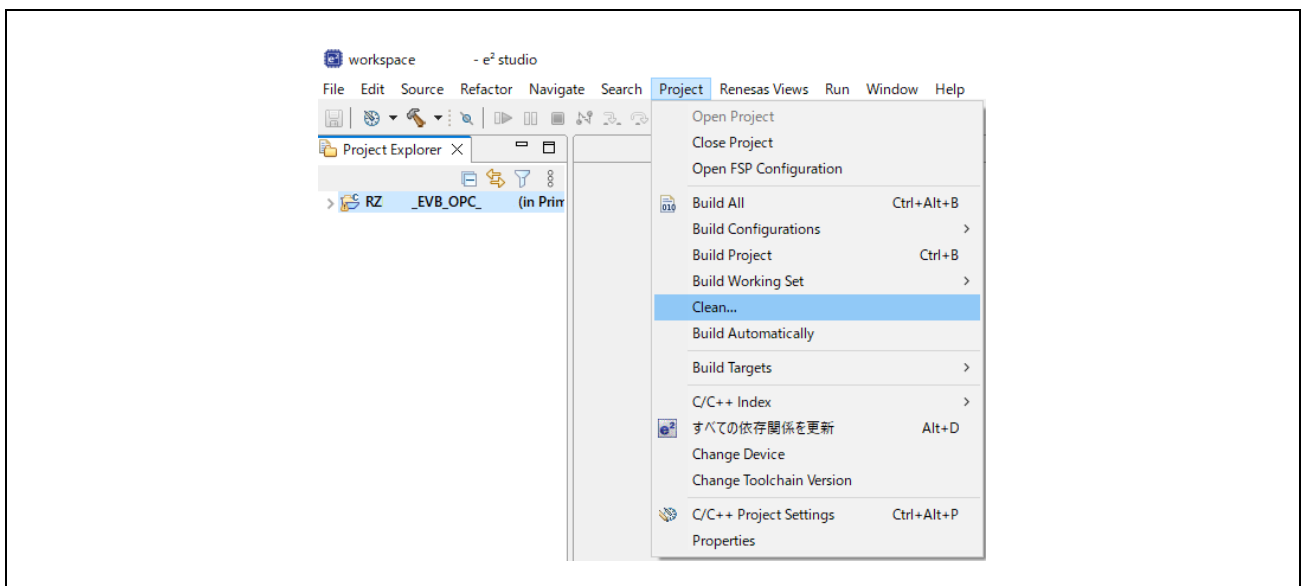 workspace - e² studio
File Edit Source Refactor Navigate Search Project Renesas Views Run Window Help
Project Explorer
RZ _EVB_OPC_ (in Prim
Open Project
Close Project
Open FSP Configuration
010 Build All Ctrl+Alt+B
Build Configurations >
Build Project Ctrl+B
Build Working Set >
Clean...
Build Automatically
Build Targets >
C/C++ Index >
e² すべての依存関係を更新 Alt+D
Change Device
Change Toolchain Version
C/C++ Project Settings Ctrl+Alt+P
Properties